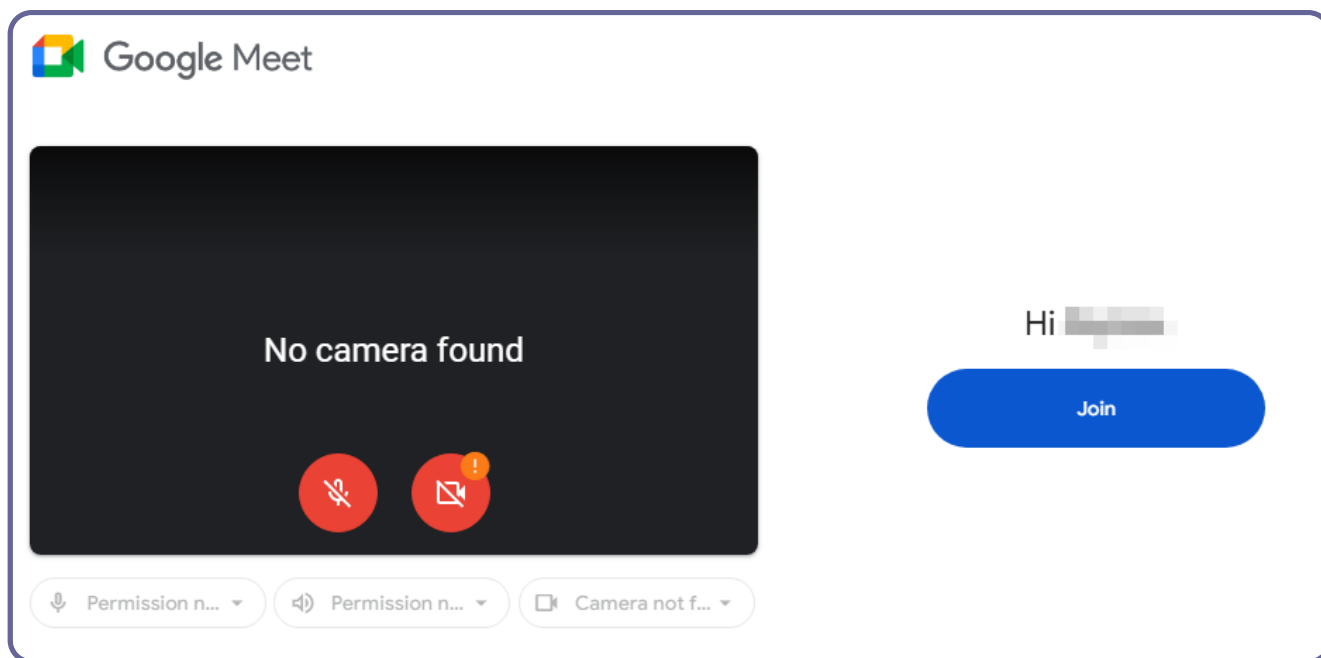 Google Meet
No camera found
!
Hi
Join
Permission n...
Permission n...
Camera not f...